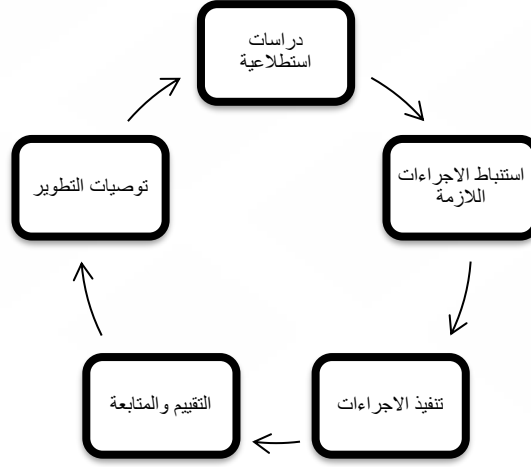 دراسات
استطلاعية
استنباط الاجراءات
اللازمة
تنفيذ الاجراءات
التقييم والمتابعة
توصيات التطوير